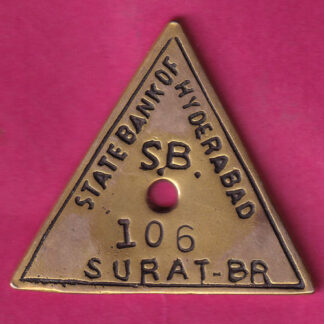 STATE BANK OF
HYDERABAD
S.B.
106
SURAT-BR